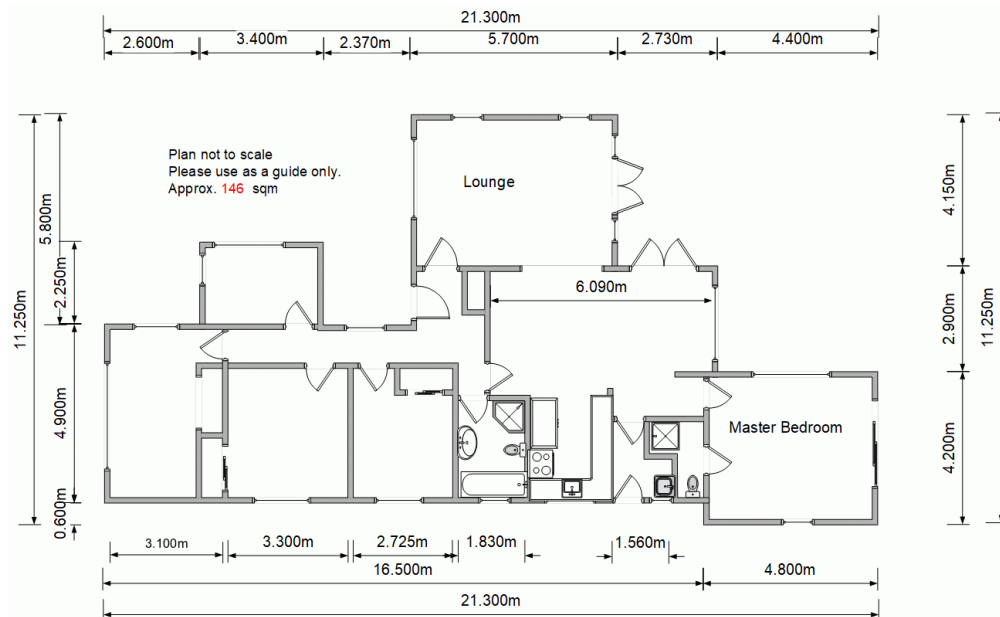 21.300m
2.600m 3.400m 2.370m 5.700m 2.730m 4.400m
Plan not to scale
Please use as a guide only.
Approx. 146 sqm
Lounge
5.800m
4.150m
2.250m
6.090m
11.250m
2.900m
11.250m
4.900m
Master Bedroom
4.200m
0.600m
3.100m 3.300m 2.725m 1.830m 1.560m
16.500m 4.800m
21.300m